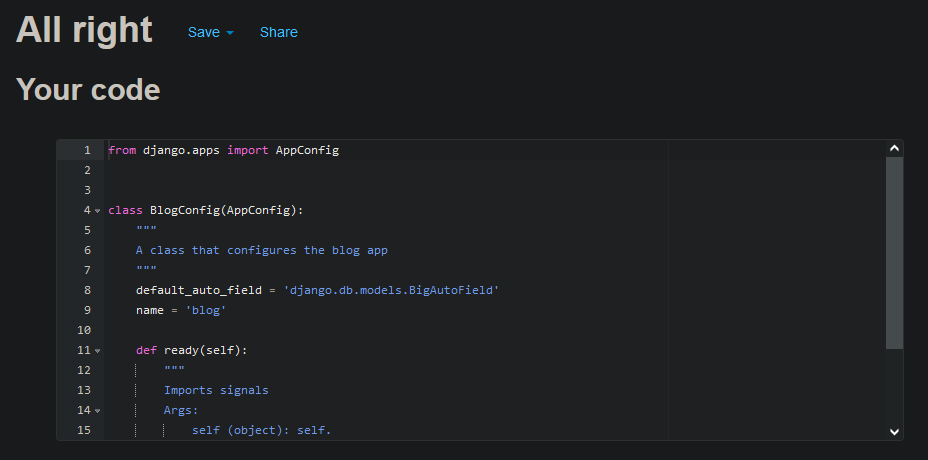 All right
Save Share
Your code
1 from django.apps import AppConfig
2
3
4 class BlogConfig(AppConfig):
5     """
6     A class that configures the blog app
7     """
8     default_auto_field = 'django.db.models.BigAutoField'
9     name = 'blog'
10
11     def ready(self):
12         """
13         Imports signals
14         Args:
15             self (object): self.